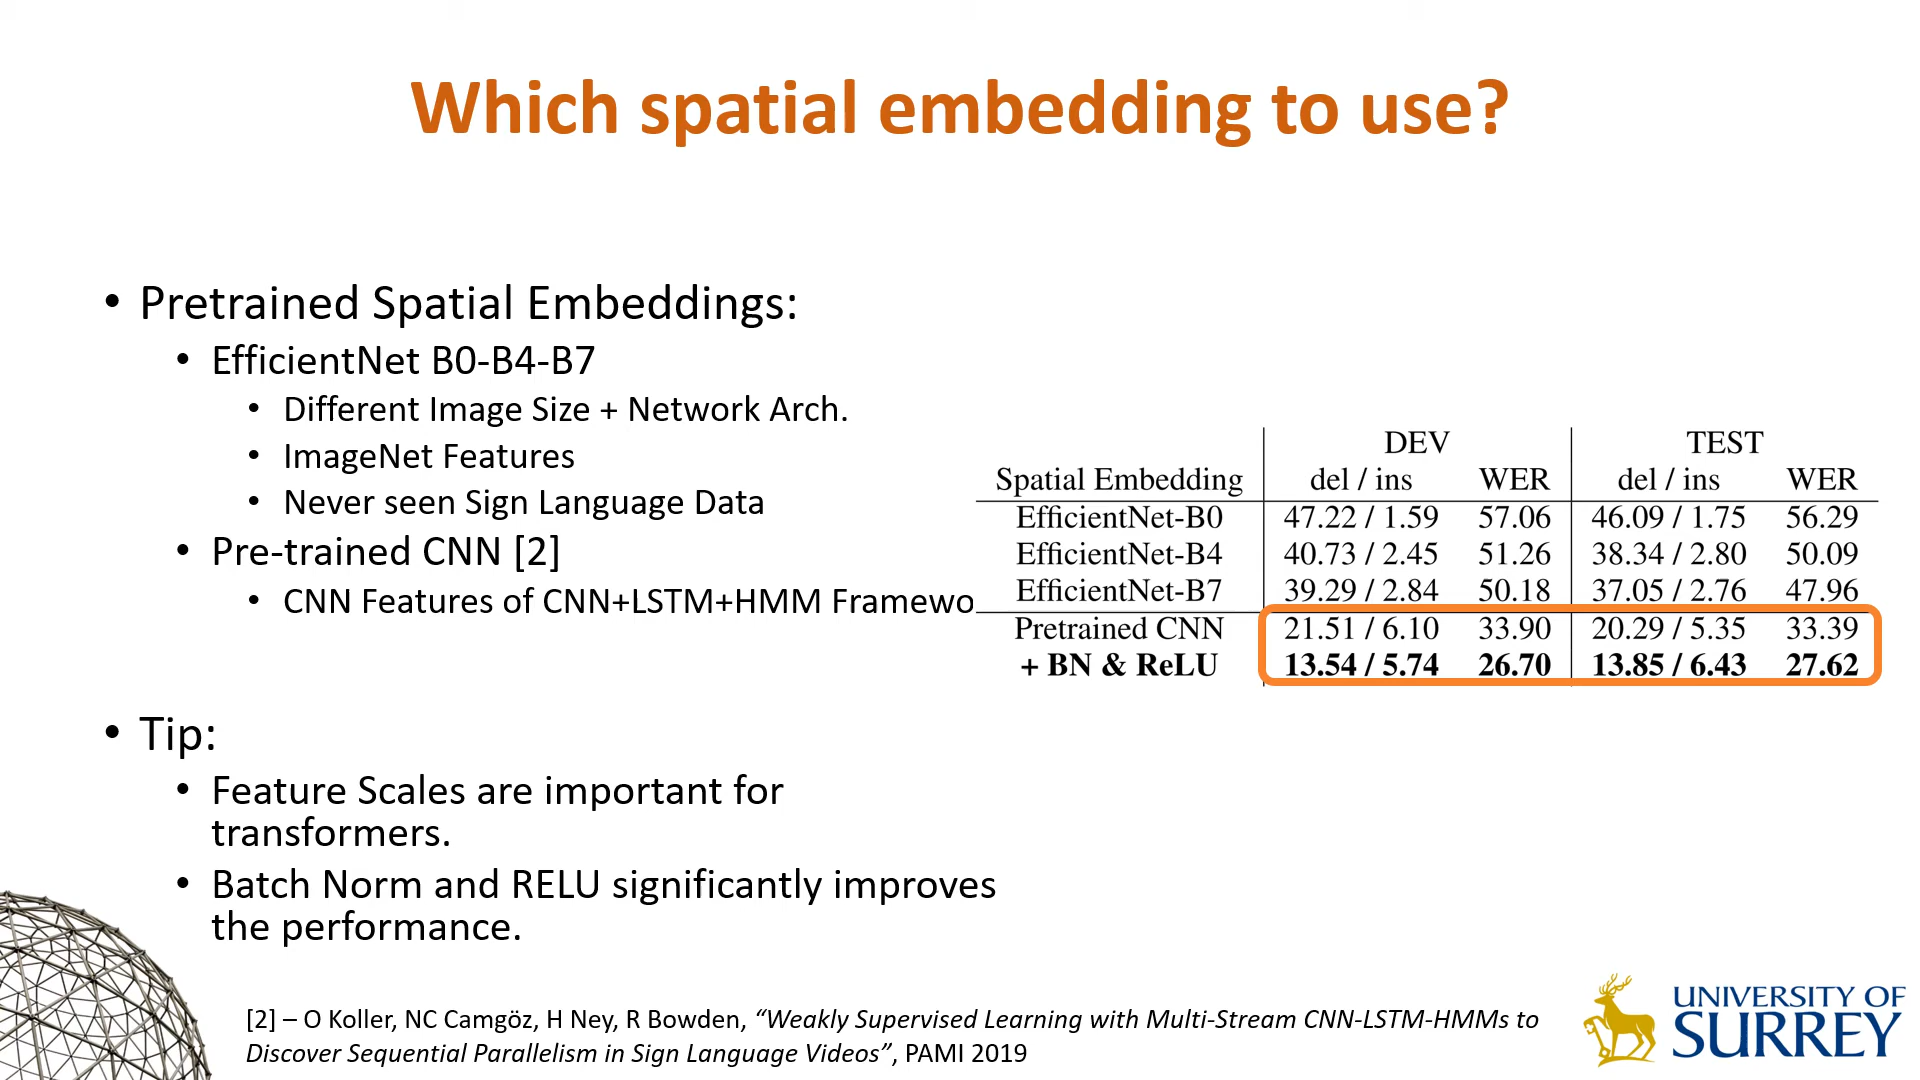 Which spatial embedding to use?
• Pretrained Spatial Embeddings:
• EfficientNet B0-B4-B7
• Different Image Size + Network Arch.
• ImageNet Features
• Never seen Sign Language Data
• Pre-trained CNN [2]
• CNN Features of CNN+LSTM+HMM Framewo
DEV TEST
Spatial Embedding del / ins WER del / ins WER
EfficientNet-B0 47.22 / 1.59 57.06 46.09 / 1.75 56.29
EfficientNet-B4 40.73 / 2.45 51.26 38.34 / 2.80 50.09
EfficientNet-B7 39.29 / 2.84 50.18 37.05 / 2.76 47.96
Pretrained CNN 21.51 / 6.10 33.90 20.29 / 5.35 33.39
+ BN & ReLU 13.54 / 5.74 26.70 13.85 / 6.43 27.62
• Tip:
• Feature Scales are important for
transformers.
• Batch Norm and RELU significantly improves
the performance.
[2] – O Koller, NC Camgöz, H Ney, R Bowden, “Weakly Supervised Learning with Multi-Stream CNN-LSTM-HMMs to
Discover Sequential Parallelism in Sign Language Videos”, PAMI 2019
UNIVERSITY OF
SURREY